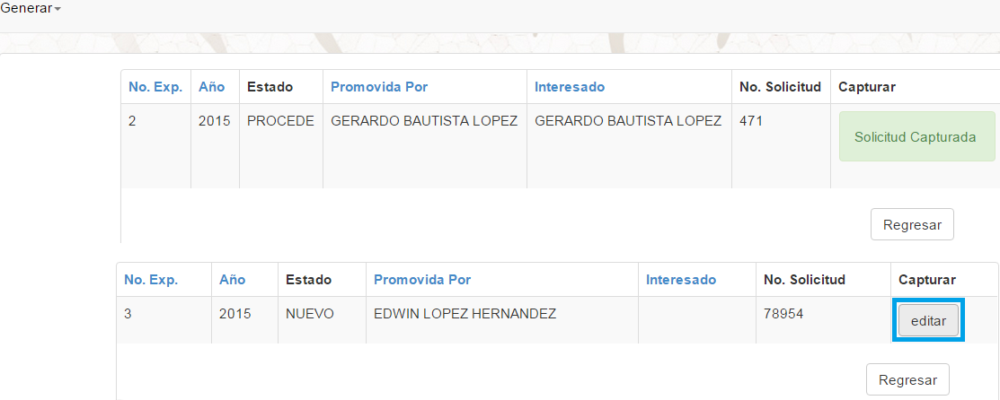 Generar
No. Exp. Año Estado Promovida Por Interesado No. Solicitud Capturar
2 2015 PROCEDE GERARDO BAUTISTA LOPEZ GERARDO BAUTISTA LOPEZ 471 Solicitud Capturada
Regresar
No. Exp. Año Estado Promovida Por Interesado No. Solicitud Capturar
3 2015 NUEVO EDWIN LOPEZ HERNANDEZ 78954 editar
Regresar